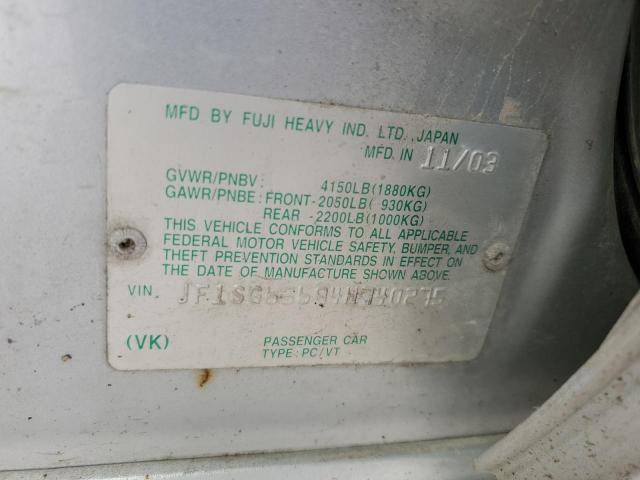 MFD BY FUJI HEAVY IND. LTD., JAPAN
MFD. IN 11/03
GVWR/PNBV: 4150LB(1880KG)
GAWR/PNBE: FRONT-2050LB( 930KG)
REAR -2200LB(1000KG)
THIS VEHICLE CONFORMS TO ALL APPLICABLE
FEDERAL MOTOR VEHICLE SAFETY, BUMPER, AND
THEFT PREVENTION STANDARDS IN EFFECT ON
THE DATE OF MANUFACTURE SHOWN ABOVE.
VIN.
(VK) PASSENGER CAR
TYPE: PC/VT